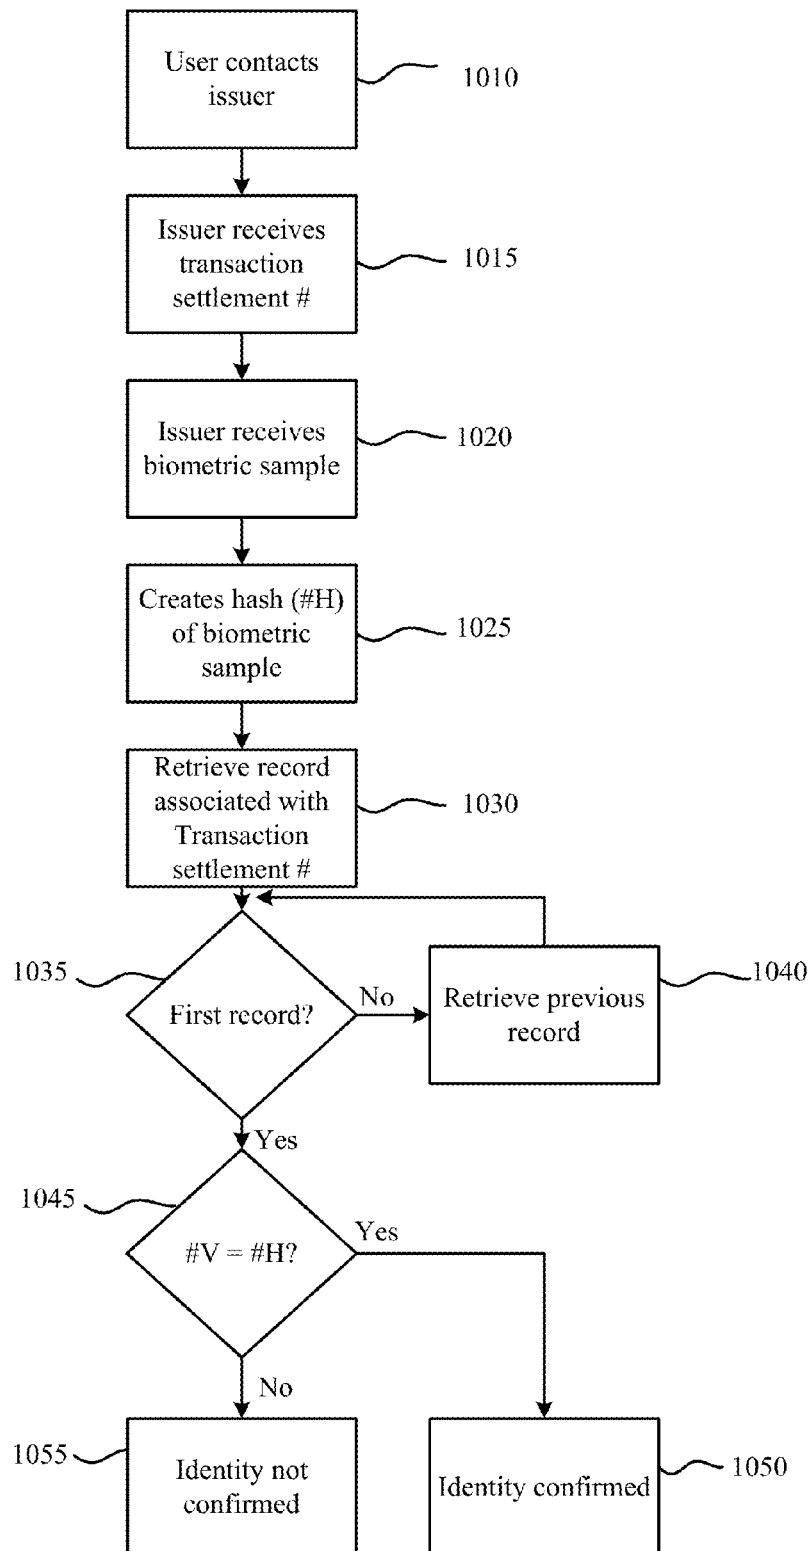 User contacts
issuer
1010
Issuer receives
transaction
settlement #
1015
Issuer receives
biometric sample
1020
Creates hash (#H)
of biometric
sample
1025
Retrieve record
associated with
Transaction
settlement #
1030
1035
First record?
No
Retrieve previous
record
1040
Yes
1045
#V = #H?
Yes
No
1055
Identity not
confirmed
Identity confirmed
1050